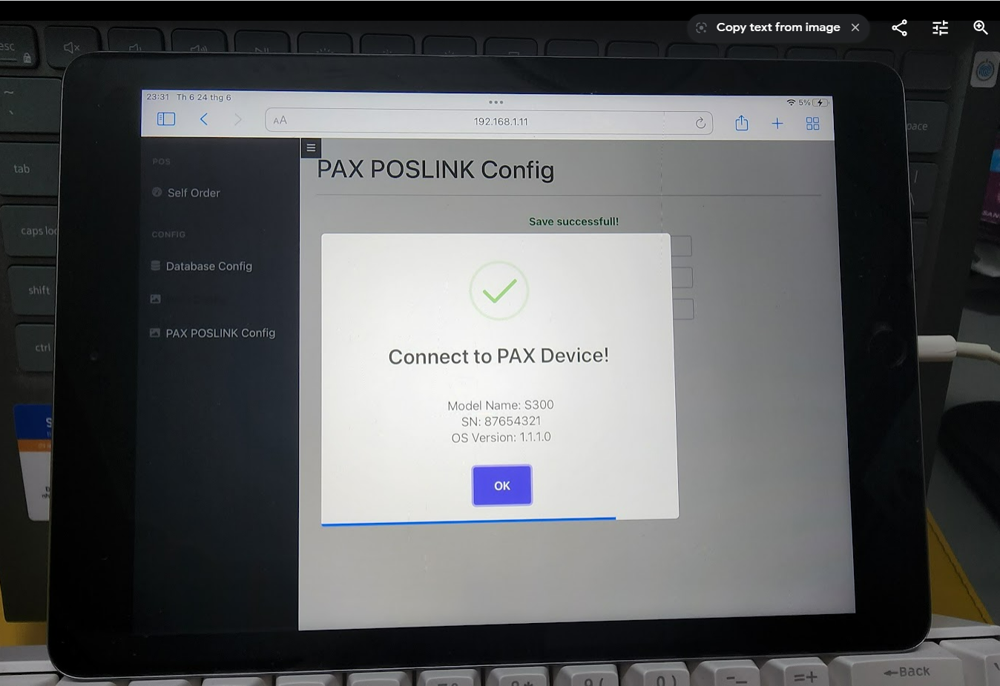 Copy text from image
esc
tab
caps loc
shift
ctrl
23:31 Th 6 24 thg 6
5%
AA
192.168.1.11
POS
Self Order
CONFIG
Database Config
PAX POSLINK Config
PAX POSLINK Config
Save successfull!
Connect to PAX Device!
Model Name: S300
SN: 87654321
OS Version: 1.1.1.0
OK
pace
SAN
0 )
=+
←Back